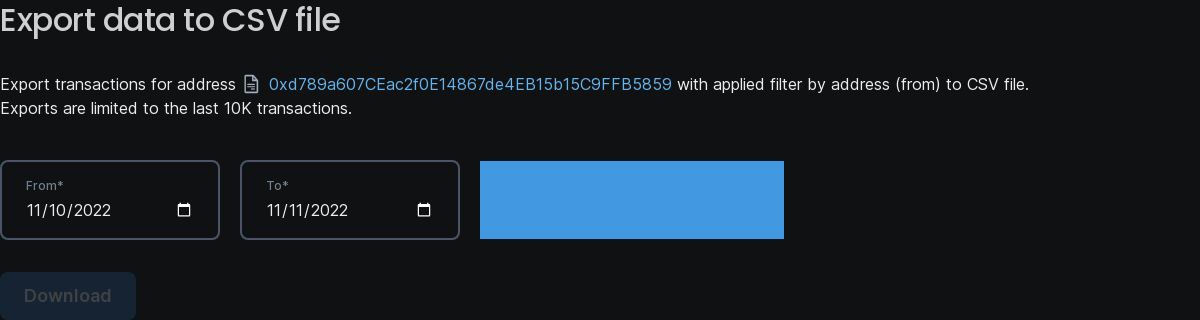 Export data to CSV file
Export transactions for address 0xd789a607CEac2f0E14867de4EB15b15C9FFB5859 with applied filter by address (from) to CSV file.
Exports are limited to the last 10K transactions.
From*
11/10/2022
To*
11/11/2022
Download